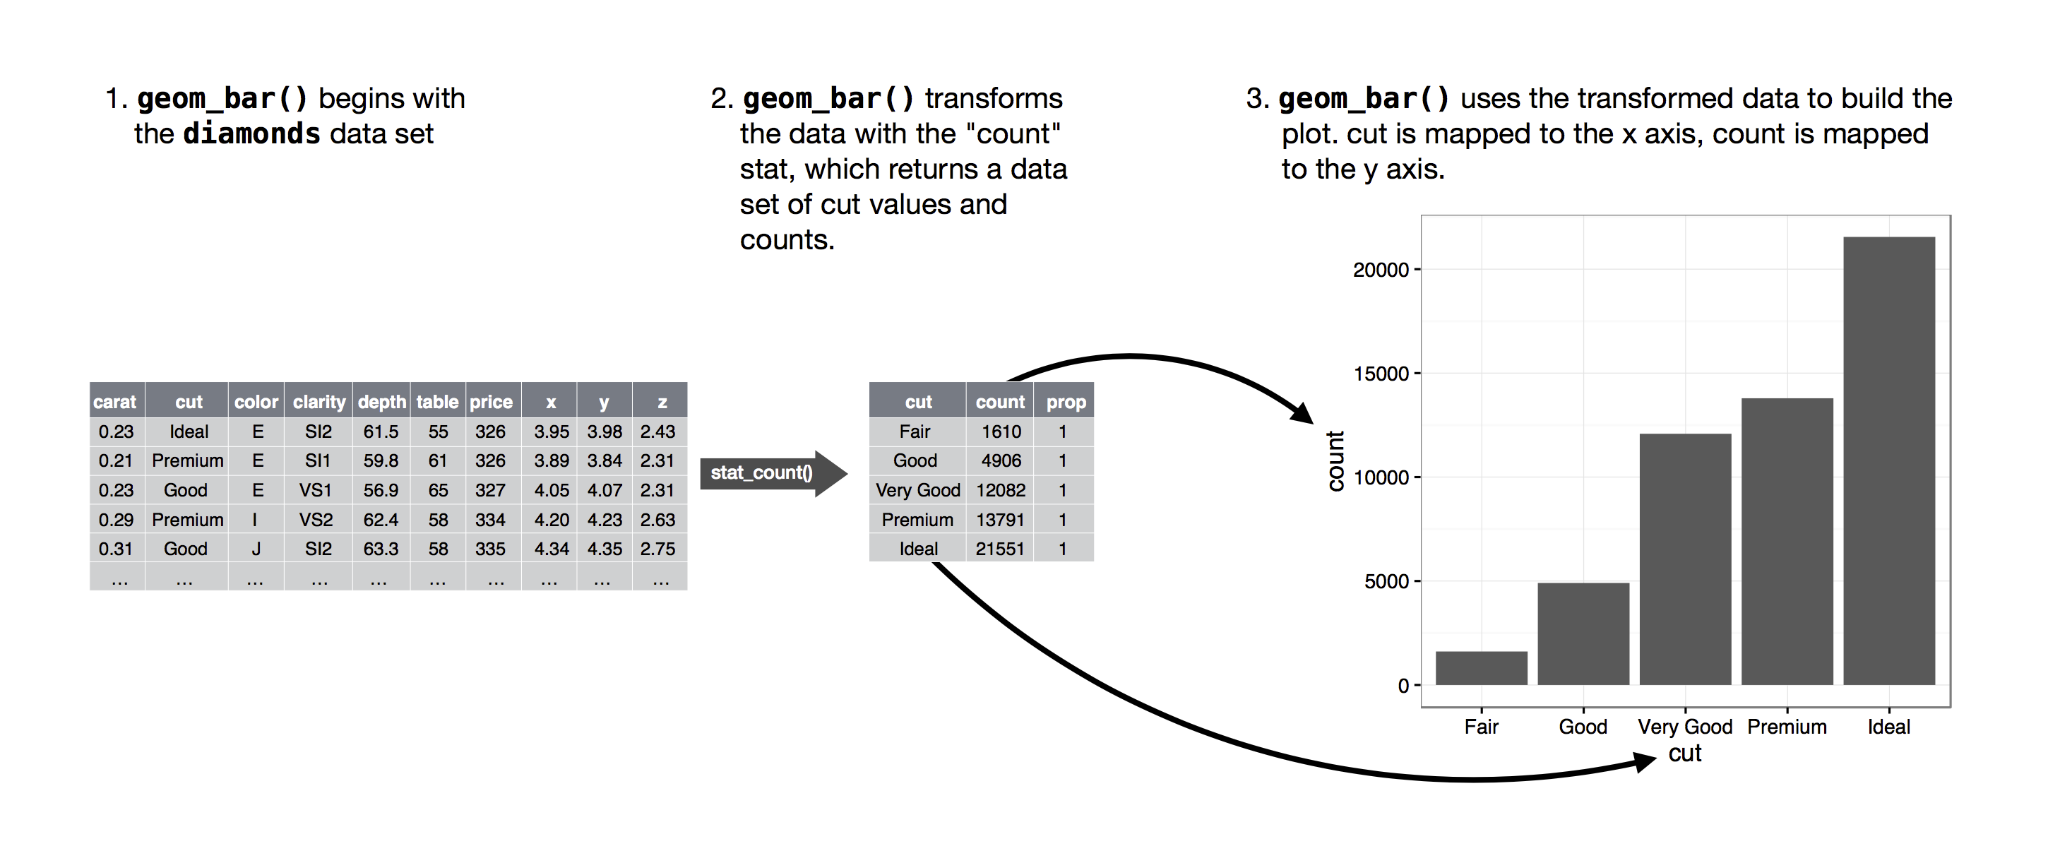 1. geom_bar() begins with
the diamonds data set
2. geom_bar() transforms
the data with the "count"
stat, which returns a data
set of cut values and
counts.
3. geom_bar() uses the transformed data to build the
plot. cut is mapped to the x axis, count is mapped
to the y axis.
carat cut color clarity depth table price x y z
0.23 Ideal E SI2 61.5 55 326 3.95 3.98 2.43
0.21 Premium E SI1 59.8 61 326 3.89 3.84 2.31
0.23 Good E VS1 56.9 65 327 4.05 4.07 2.31
0.29 Premium I VS2 62.4 58 334 4.20 4.23 2.63
0.31 Good J SI2 63.3 58 335 4.34 4.35 2.75
... ... ... ... ... ... ... ... ... ...
stat_count()
cut count prop
Fair 1610 1
Good 4906 1
Very Good 12082 1
Premium 13791 1
Ideal 21551 1
count
20000
15000
10000
5000
0
Fair Good Very Good Premium Ideal
cut